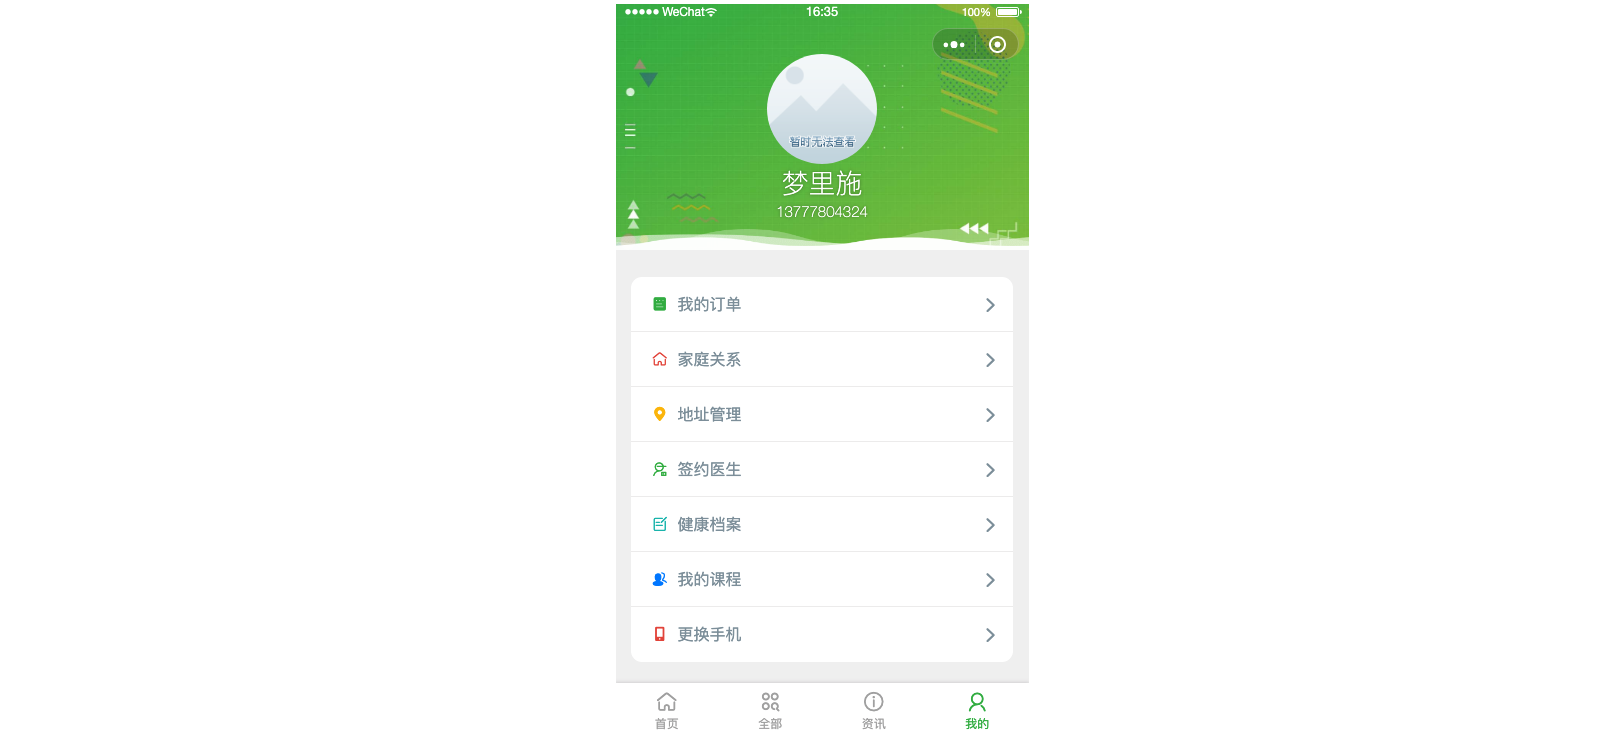 WeChat 16:35 100%
暂时无法查看
梦里施
13777804324
我的订单
家庭关系
地址管理
签约医生
健康档案
我的课程
更换手机
首页 全部 资讯 我的